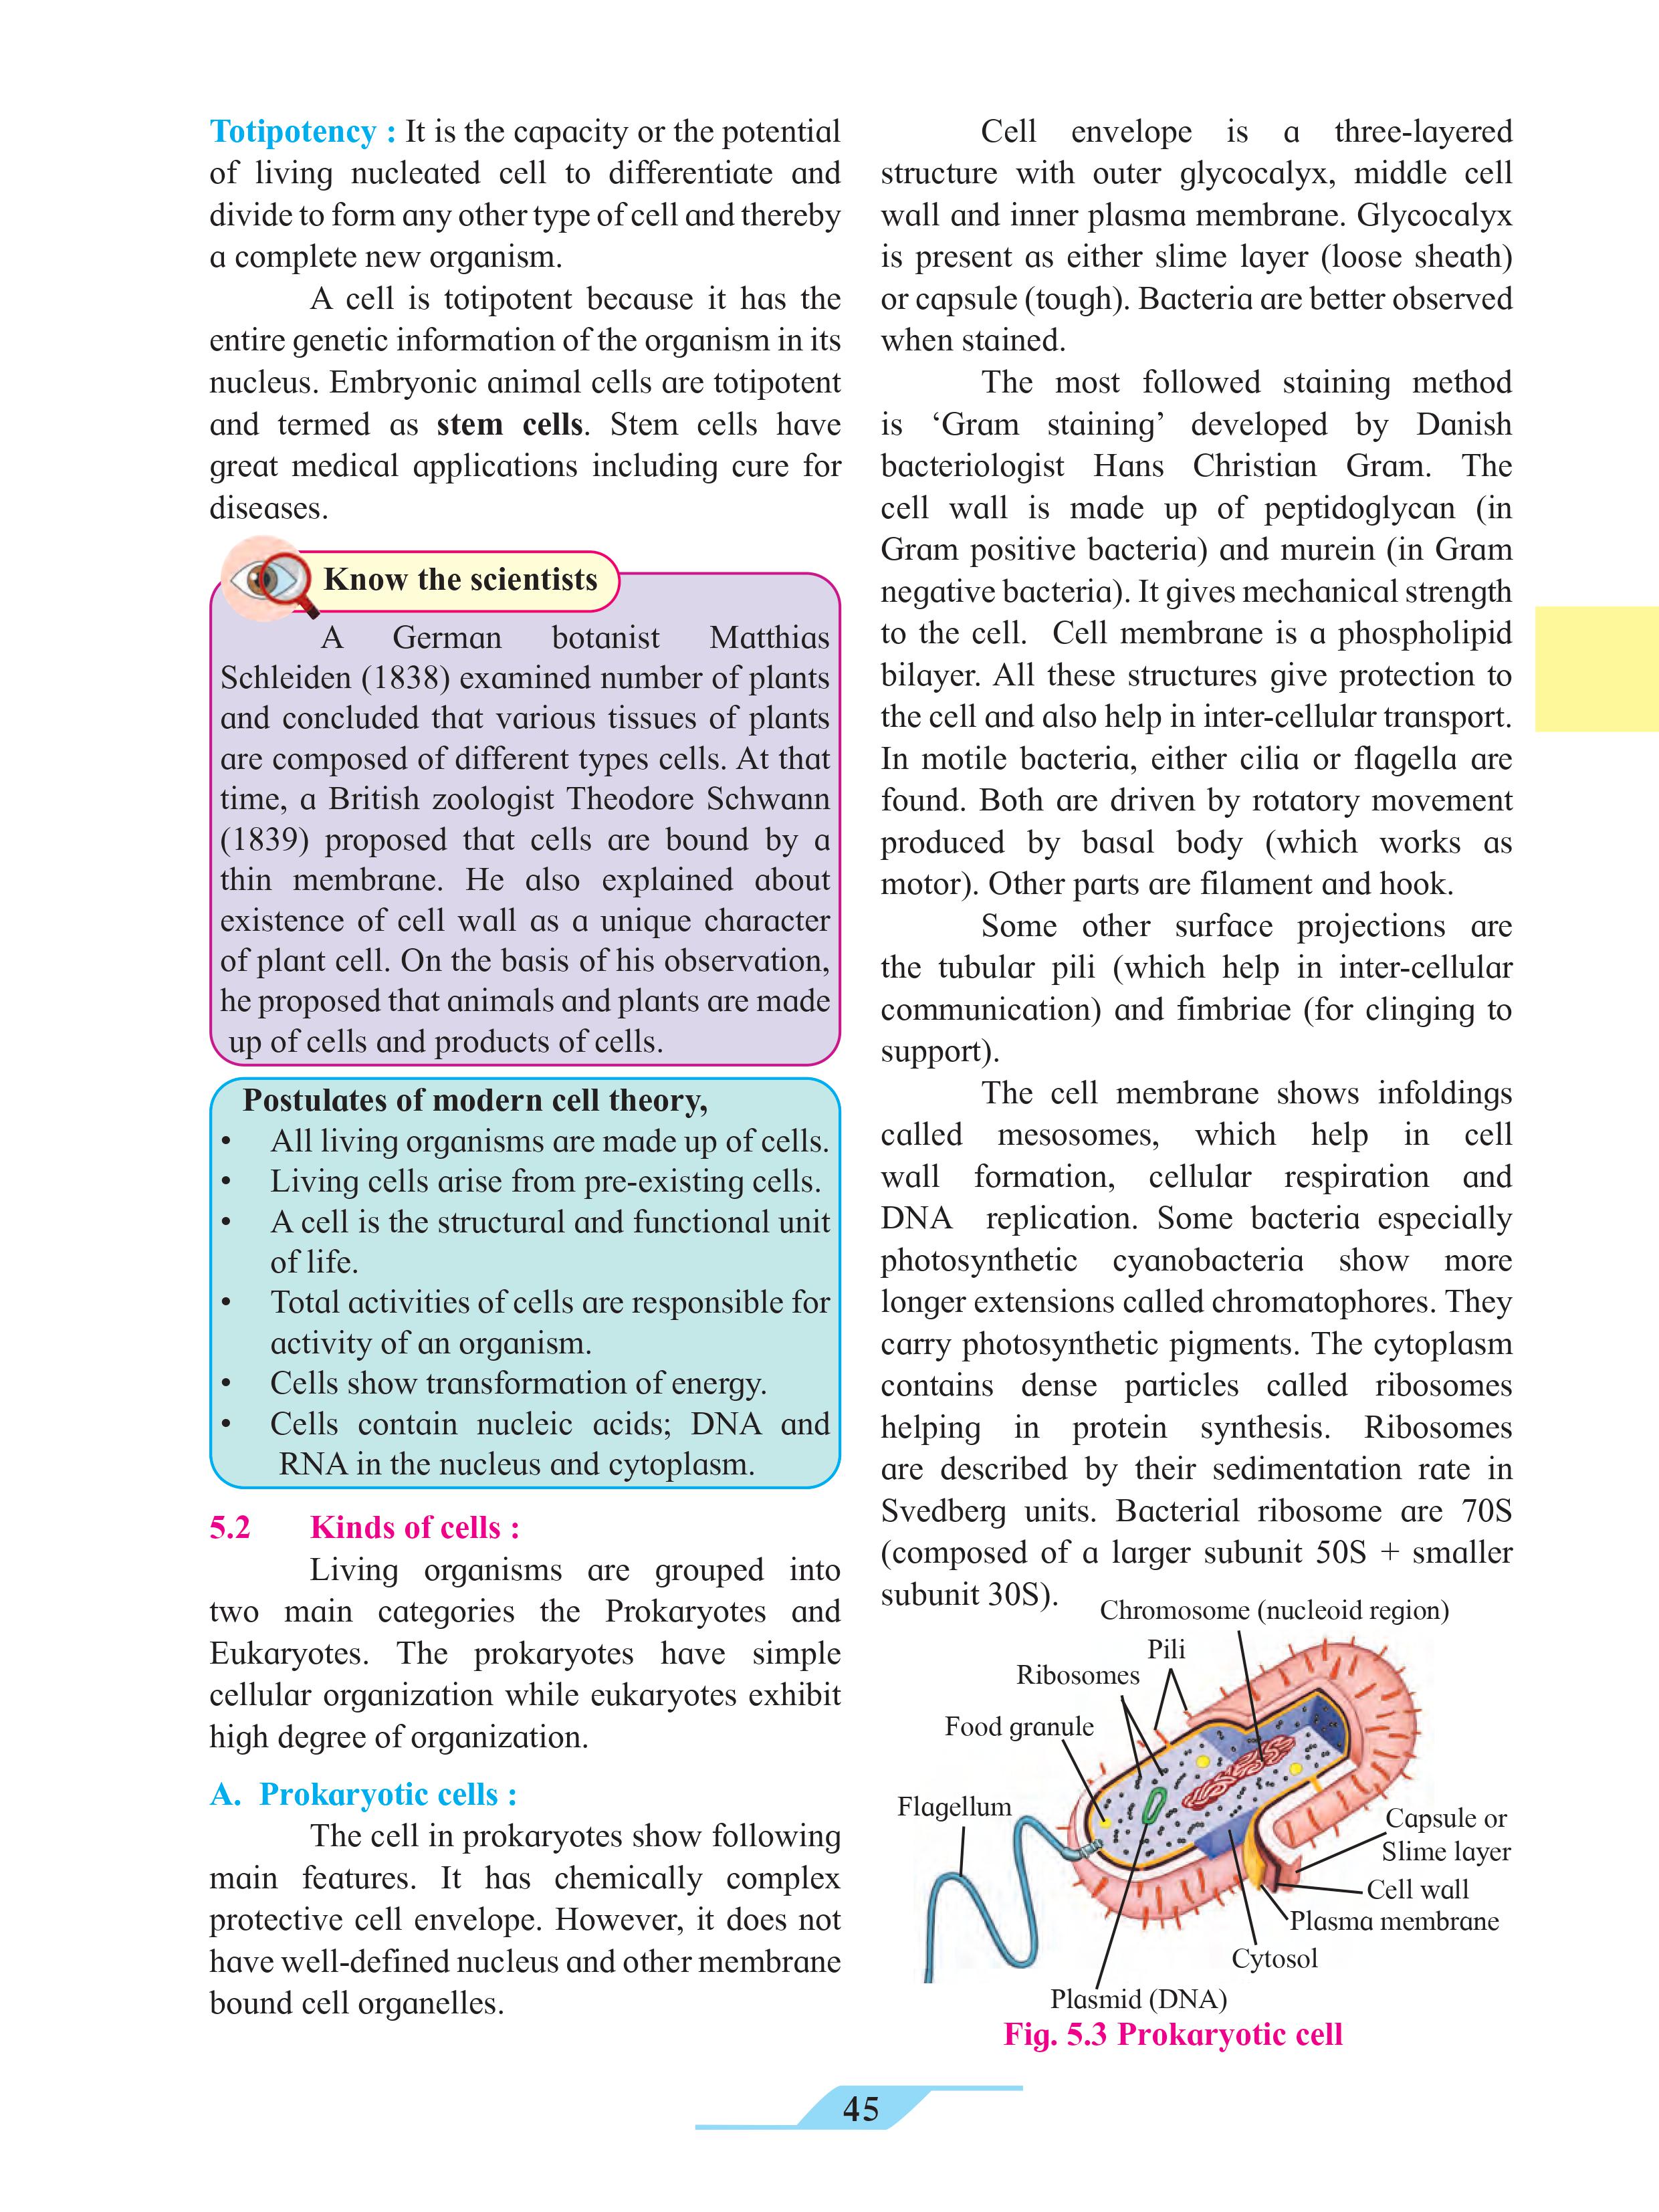 Totipotency : It is the capacity or the potential
of living nucleated cell to differentiate and
divide to form any other type of cell and thereby
a complete new organism.
A cell is totipotent because it has the
entire genetic information of the organism in its
nucleus. Embryonic animal cells are totipotent
and termed as stem cells. Stem cells have
great medical applications including cure for
diseases.
Know the scientists
A German botanist Matthias
Schleiden (1838) examined number of plants
and concluded that various tissues of plants
are composed of different types cells. At that
time, a British zoologist Theodore Schwann
(1839) proposed that cells are bound by a
thin membrane. He also explained about
existence of cell wall as a unique character
of plant cell. On the basis of his observation,
he proposed that animals and plants are made
up of cells and products of cells.
Postulates of modern cell theory,
• All living organisms are made up of cells.
• Living cells arise from pre-existing cells.
• A cell is the structural and functional unit
of life.
• Total activities of cells are responsible for
activity of an organism.
• Cells show transformation of energy.
• Cells contain nucleic acids; DNA and
RNA in the nucleus and cytoplasm.
5.2 Kinds of cells :
Living organisms are grouped into
two main categories the Prokaryotes and
Eukaryotes. The prokaryotes have simple
cellular organization while eukaryotes exhibit
high degree of organization.
A. Prokaryotic cells :
The cell in prokaryotes show following
main features. It has chemically complex
protective cell envelope. However, it does not
have well-defined nucleus and other membrane
bound cell organelles.
Cell envelope is a three-layered
structure with outer glycocalyx, middle cell
wall and inner plasma membrane. Glycocalyx
is present as either slime layer (loose sheath)
or capsule (tough). Bacteria are better observed
when stained.
The most followed staining method
is ‘Gram staining’ developed by Danish
bacteriologist Hans Christian Gram. The
cell wall is made up of peptidoglycan (in
Gram positive bacteria) and murein (in Gram
negative bacteria). It gives mechanical strength
to the cell. Cell membrane is a phospholipid
bilayer. All these structures give protection to
the cell and also help in inter-cellular transport.
In motile bacteria, either cilia or flagella are
found. Both are driven by rotatory movement
produced by basal body (which works as
motor). Other parts are filament and hook.
Some other surface projections are
the tubular pili (which help in inter-cellular
communication) and fimbriae (for clinging to
support).
The cell membrane shows infoldings
called mesosomes, which help in cell
wall formation, cellular respiration and
DNA replication. Some bacteria especially
photosynthetic cyanobacteria show more
longer extensions called chromatophores. They
carry photosynthetic pigments. The cytoplasm
contains dense particles called ribosomes
helping in protein synthesis. Ribosomes
are described by their sedimentation rate in
Svedberg units. Bacterial ribosome are 70S
(composed of a larger subunit 50S + smaller
subunit 30S).
Chromosome (nucleoid region)
Pili
Ribosomes
Food granule
Flagellum
Capsule or
Slime layer
Cell wall
Plasma membrane
Cytosol
Plasmid (DNA)
Fig. 5.3 Prokaryotic cell
45